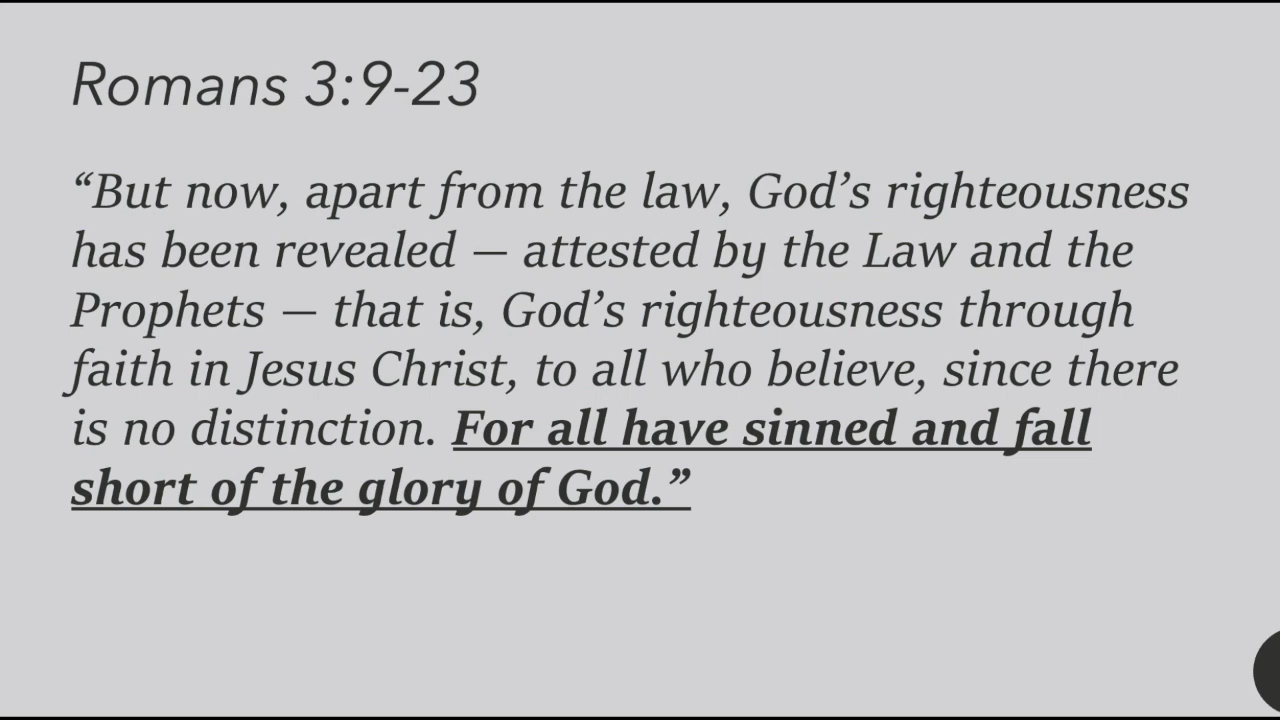 Romans 3:9-23
“But now, apart from the law, God’s righteousness
has been revealed — attested by the Law and the
Prophets — that is, God’s righteousness through
faith in Jesus Christ, to all who believe, since there
is no distinction. For all have sinned and fall
short of the glory of God.”